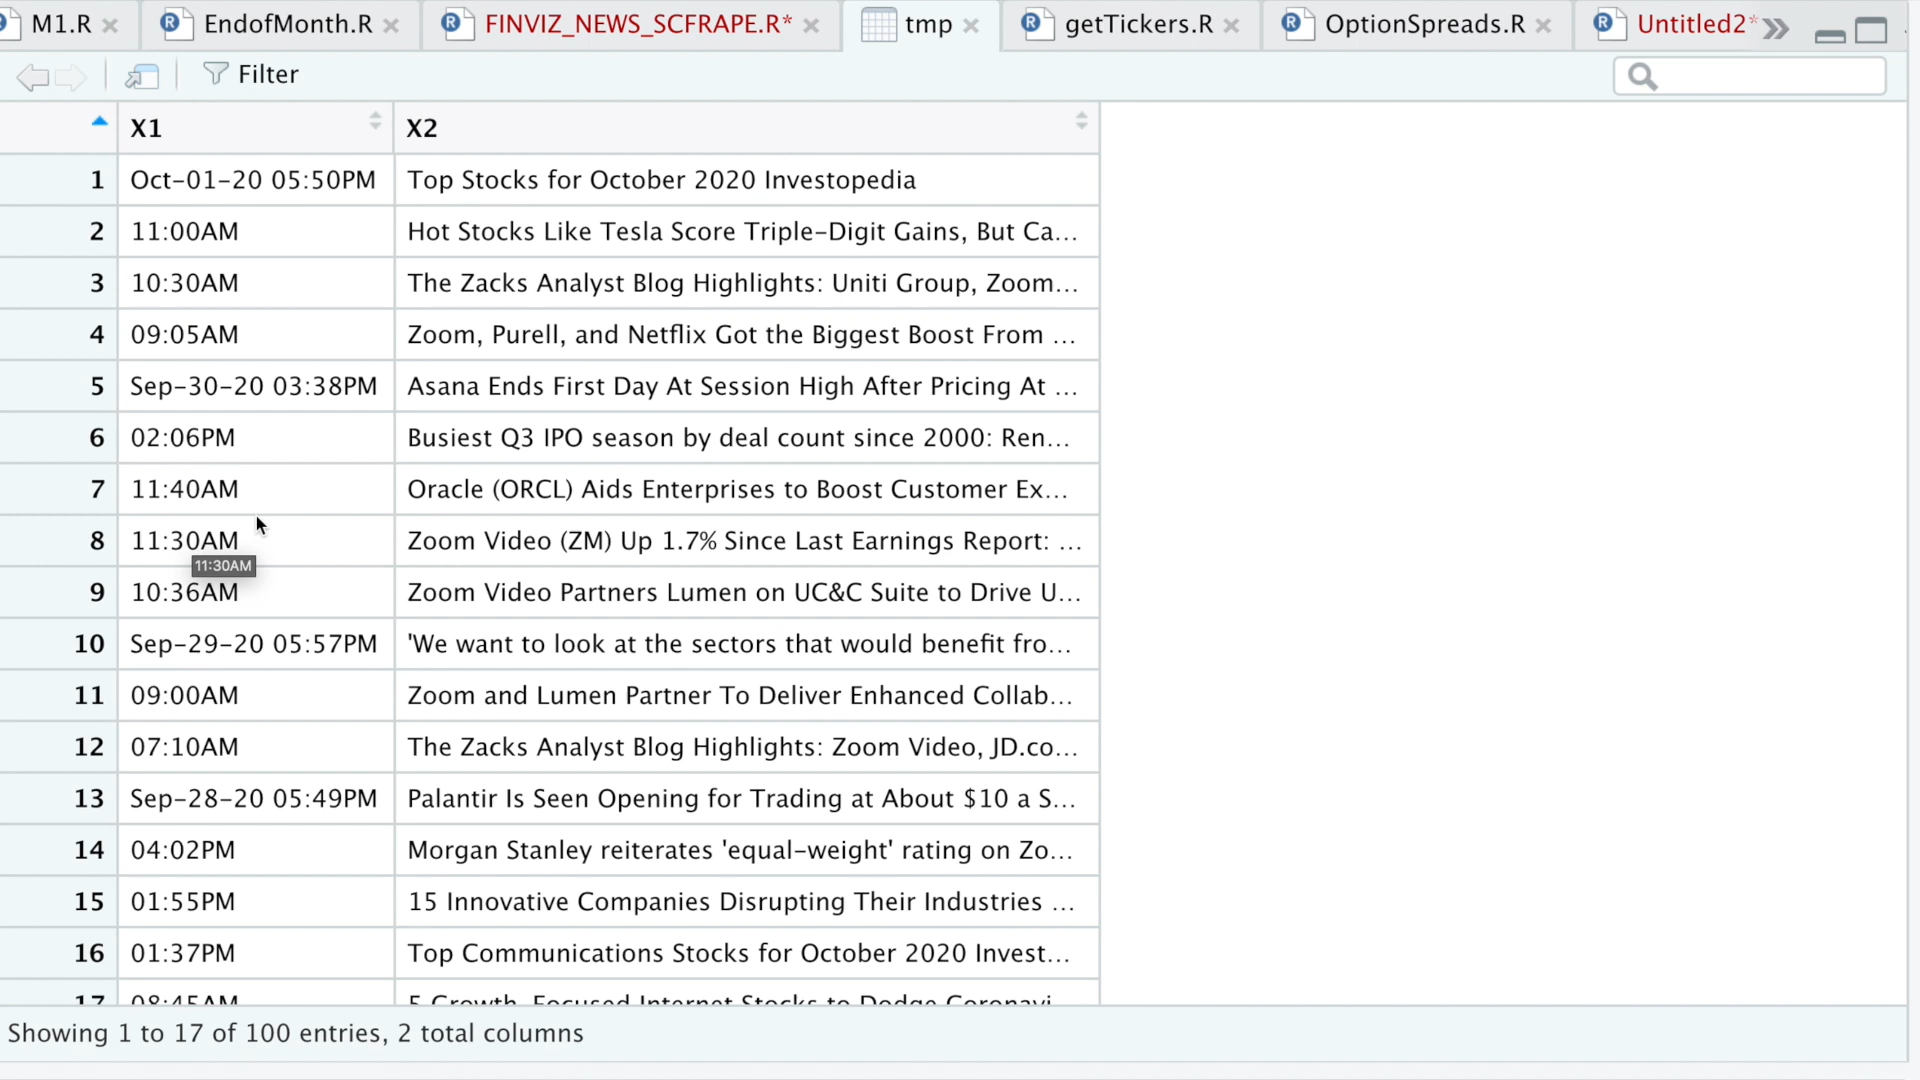 M1.R EndofMonth.R FINVIZ_NEWS_SCFRAPE.R* tmp getTickers.R OptionSpreads.R Untitled2*
Filter
X1 X2
1 Oct-01-20 05:50PM Top Stocks for October 2020 Investopedia
2 11:00AM Hot Stocks Like Tesla Score Triple-Digit Gains, But Ca...
3 10:30AM The Zacks Analyst Blog Highlights: Uniti Group, Zoom...
4 09:05AM Zoom, Purell, and Netflix Got the Biggest Boost From ...
5 Sep-30-20 03:38PM Asana Ends First Day At Session High After Pricing At ...
6 02:06PM Busiest Q3 IPO season by deal count since 2000: Ren...
7 11:40AM Oracle (ORCL) Aids Enterprises to Boost Customer Ex...
8 11:30AM Zoom Video (ZM) Up 1.7% Since Last Earnings Report: ...
11:30AM
9 10:36AM Zoom Video Partners Lumen on UC&C Suite to Drive U...
10 Sep-29-20 05:57PM 'We want to look at the sectors that would benefit fro...
11 09:00AM Zoom and Lumen Partner To Deliver Enhanced Collab...
12 07:10AM The Zacks Analyst Blog Highlights: Zoom Video, JD.co...
13 Sep-28-20 05:49PM Palantir Is Seen Opening for Trading at About $10 a S...
14 04:02PM Morgan Stanley reiterates 'equal-weight' rating on Zo...
15 01:55PM 15 Innovative Companies Disrupting Their Industries ...
16 01:37PM Top Communications Stocks for October 2020 Invest...
17 08:45AM 5 Growth-Focused Internet Stocks to Dodge Coronavi...
Showing 1 to 17 of 100 entries, 2 total columns